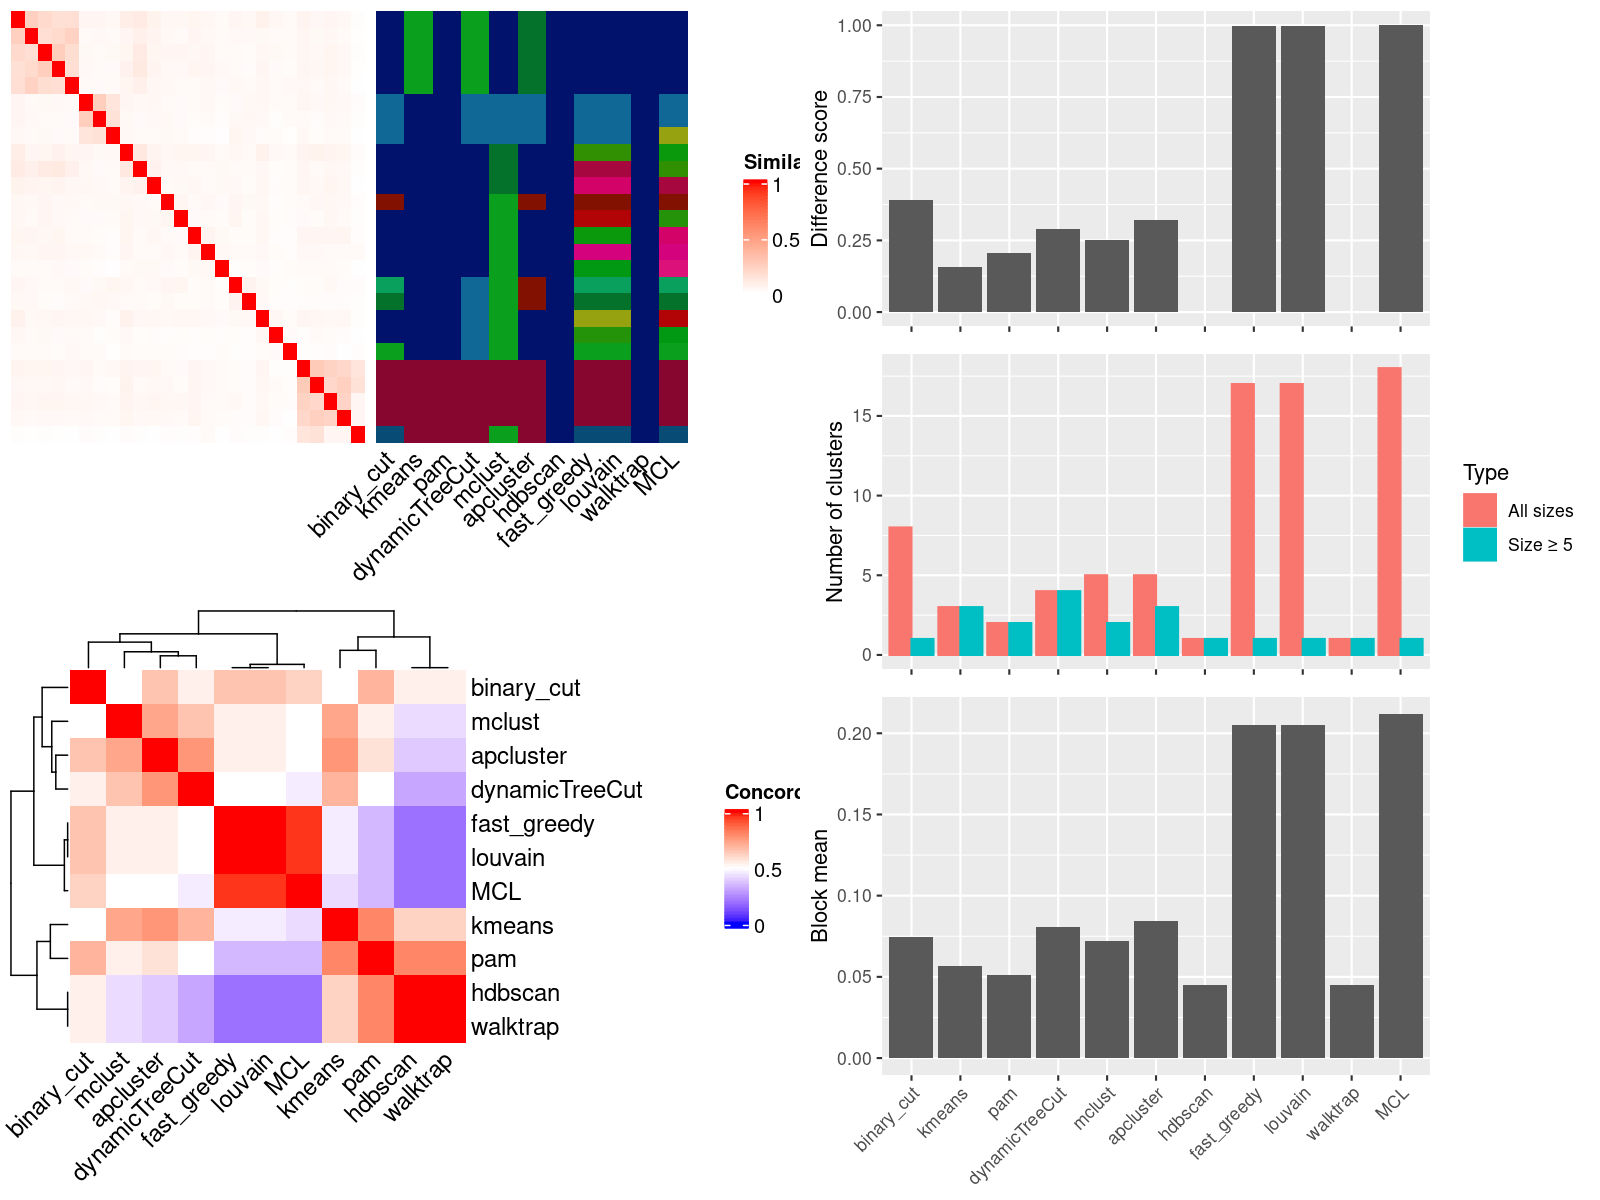 Simila
1
0.5
0
binary_cut
kmeans
pam
dynamicTreeCut
mclust
apcluster
hdbscan
fast_greedy
louvain
walktrap
MCL
Difference score
1.00
0.75
0.50
0.25
0.00
Number of clusters
15
10
5
0
Type
All sizes
Size ≥ 5
binary_cut
mclust
apcluster
dynamicTreeCut
fast_greedy
louvain
MCL
kmeans
pam
hdbscan
walktrap
binary_cut
mclust
apcluster
dynamicTreeCut
fast_greedy
louvain
MCL
kmeans
pam
hdbscan
walktrap
Concord
1
0.5
0
Block mean
0.20
0.15
0.10
0.05
0.00
binary_cut
kmeans
pam
dynamicTreeCut
mclust
apcluster
hdbscan
fast_greedy
louvain
walktrap
MCL